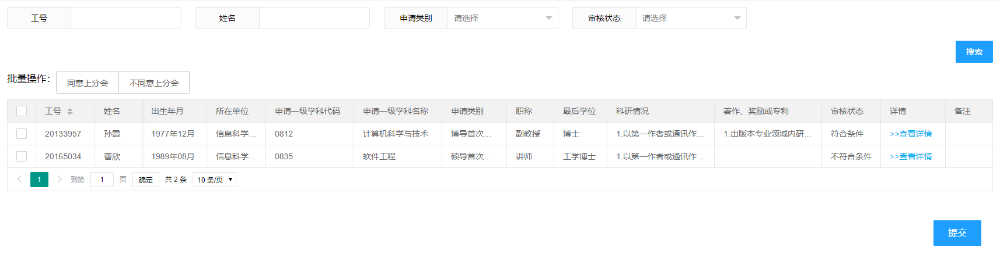 工号 姓名 申请类别 请选择 审核状态 请选择
搜索
批量操作： 同意上分会 不同意上分会
工号 姓名 出生年月 所在单位 申请一级学科代码 申请一级学科名称 申请类别 职称 最后学位 科研情况 著作、奖励或专利 审核状态 详情 备注
20133957 孙霞 1977年12月 信息科学... 0812 计算机科学与技术 博导首次... 副教授 博士 1.以第一作者或通讯作... 1.出版本专业领域内研... 符合条件 >>查看详情
20165034 曹欣 1989年08月 信息科学... 0835 软件工程 硕导首次... 讲师 工学博士 1.以第一作者或通讯作... 不符合条件 >>查看详情
1 到第 1 页 确定 共 2 条 10 条/页
提交